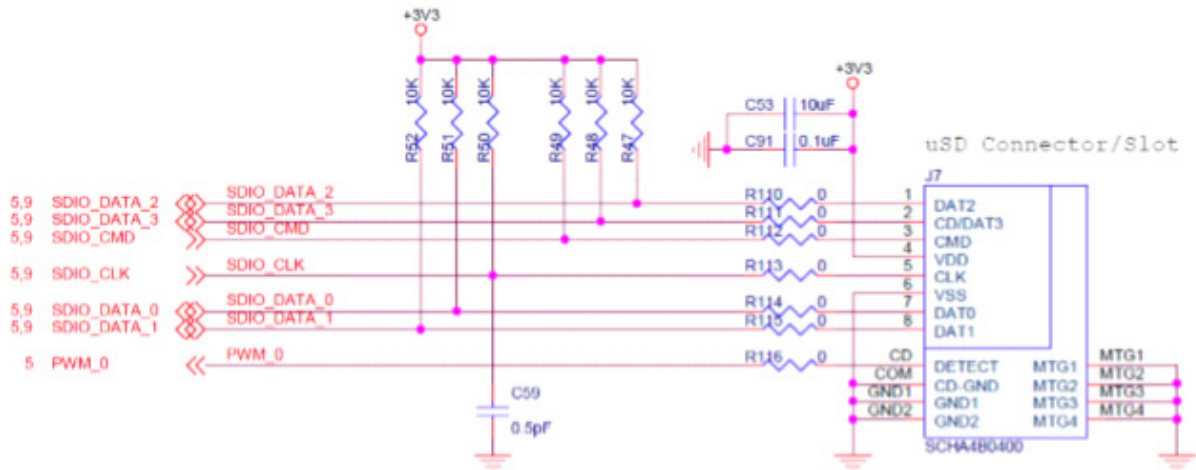 +3V3
10K 10K 10K 10K 10K 10K
R52 R51 R50 R49 R48 R47
+3V3
C53 10uF
C91 0.1uF
uSD Connector/Slot
J7
5,9 SDIO_DATA_2 SDIO_DATA_2 R110 0 1 DAT2
5,9 SDIO_DATA_3 SDIO_DATA_3 R111 0 2 CD/DAT3
5,9 SDIO_CMD SDIO_CMD R112 0 3 CMD
4 VDD
5,9 SDIO_CLK SDIO_CLK R113 0 5 CLK
6 VSS
5,9 SDIO_DATA_0 SDIO_DATA_0 R114 0 7 DAT0
5,9 SDIO_DATA_1 SDIO_DATA_1 R115 0 8 DAT1
5 PWM_0 PWM_0 R116 0 CD DETECT MTG1 MTG1
COM CD-GND MTG2 MTG2
GND1 GND1 MTG3 MTG3
GND2 GND2 MTG4 MTG4
C59
0.5pF
SCHA4B0400